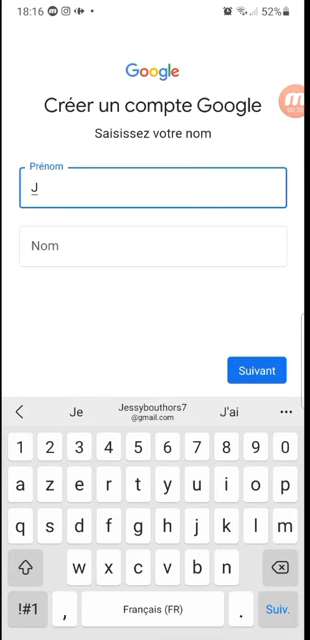 18:16 52%
Google
Créer un compte Google
Saisissez votre nom
Prénom
J
Nom
Suivant
Je Jessybouthors7 J'ai ...
@gmail.com
1 2 3 4 5 6 7 8 9 0
a z e r t y u i o p
q s d f g h j k l m
w x c v b n
!#1 , Français (FR) . Suiv.